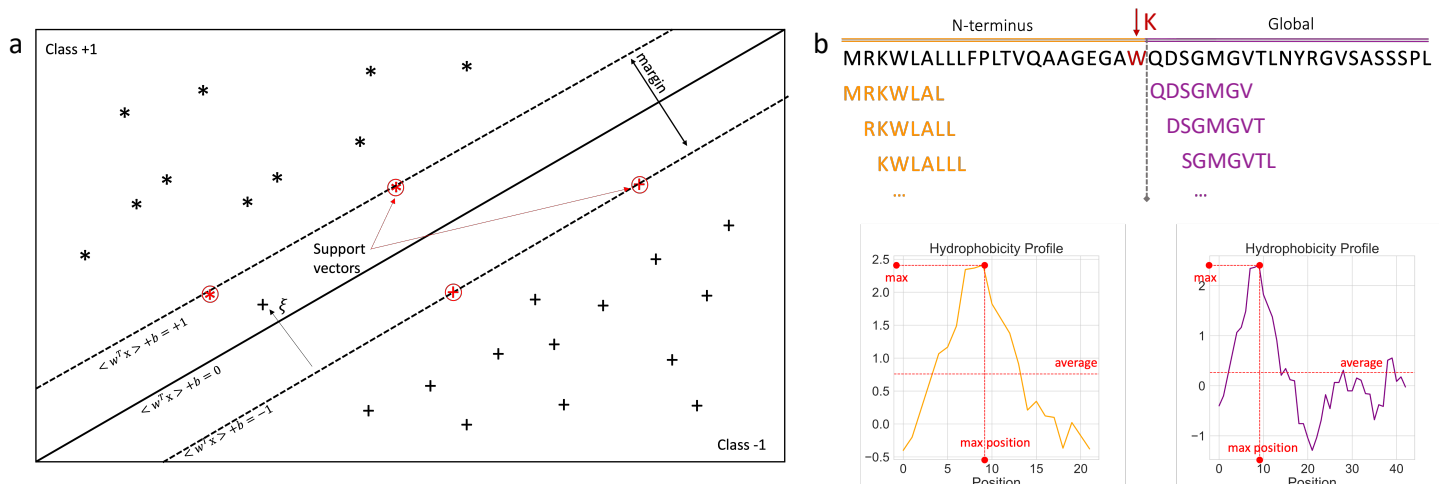 a
Class +1
margin
Support
vectors
ξ
< wᵀx > +b = +1
< wᵀx > +b = 0
< wᵀx > +b = −1
Class -1
b
N-terminus
K
Global
MRKWLALLLFPLTVQAAGEGAWQDSGMGVTLNYRGVSASSSPL
MRKWLAL
QDSGMGV
RKWLALL
DSGMGVT
KWLALLL
SGMGVTL
...
...
Hydrophobicity Profile
2.5
2.0
1.5
1.0
0.5
0.0
−0.5
max
average
max position
0
5
10
15
20
Position
Hydrophobicity Profile
2
1
0
−1
max
average
max position
0
10
20
30
40
Position